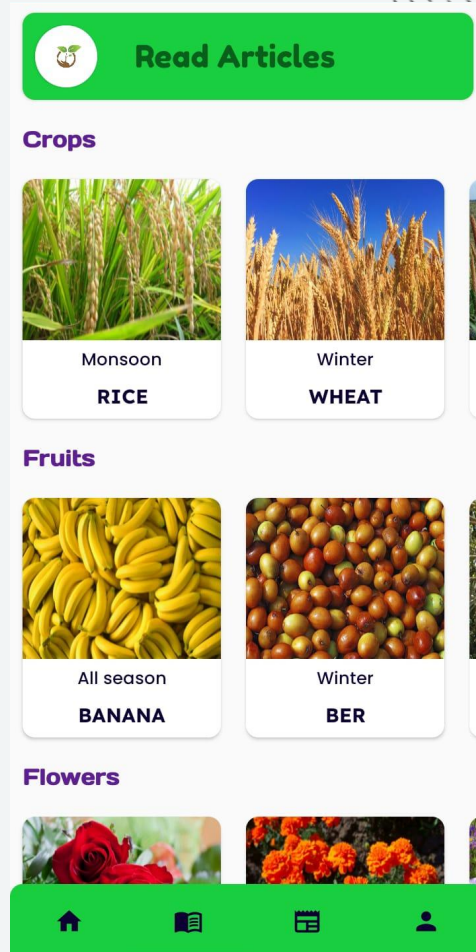 Read Articles
Crops
Monsoon
RICE
Winter
WHEAT
Fruits
All season
BANANA
Winter
BER
Flowers